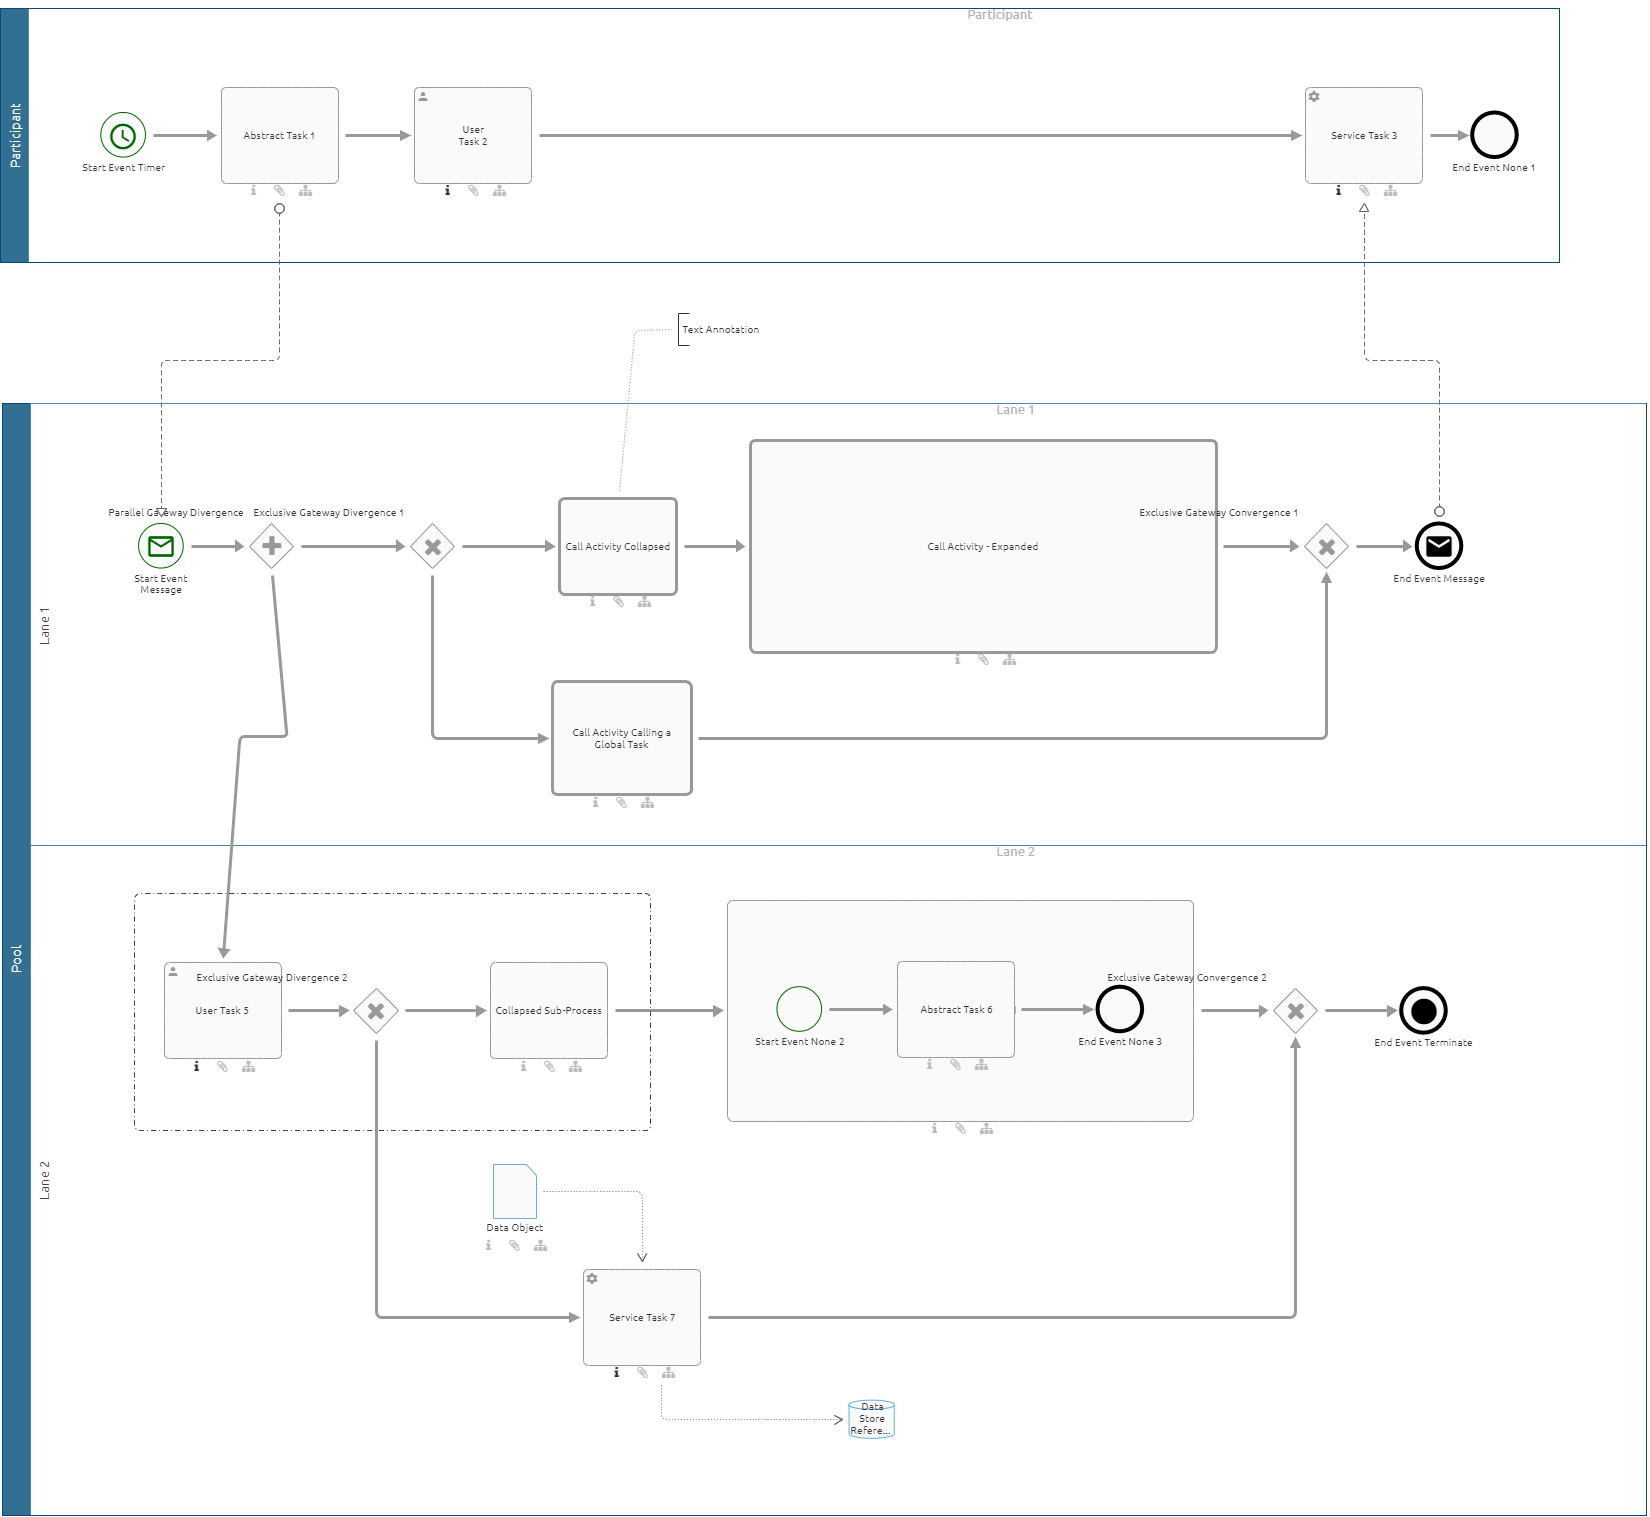 Participant
Participant
Start Event Timer
Abstract Task 1
User
Task 2
Service Task 3
End Event None 1
Text Annotation
Pool
Lane 1
Lane 1
Parallel Gateway Divergence
Exclusive Gateway Divergence 1
Start Event
Message
Call Activity Collapsed
Call Activity - Expanded
Exclusive Gateway Convergence 1
End Event Message
Call Activity Calling a
Global Task
Lane 2
Lane 2
User Task 5
Exclusive Gateway Divergence 2
Collapsed Sub-Process
Start Event None 2
Abstract Task 6
End Event None 3
Exclusive Gateway Convergence 2
End Event Terminate
Data Object
Service Task 7
Data
Store
Refere...